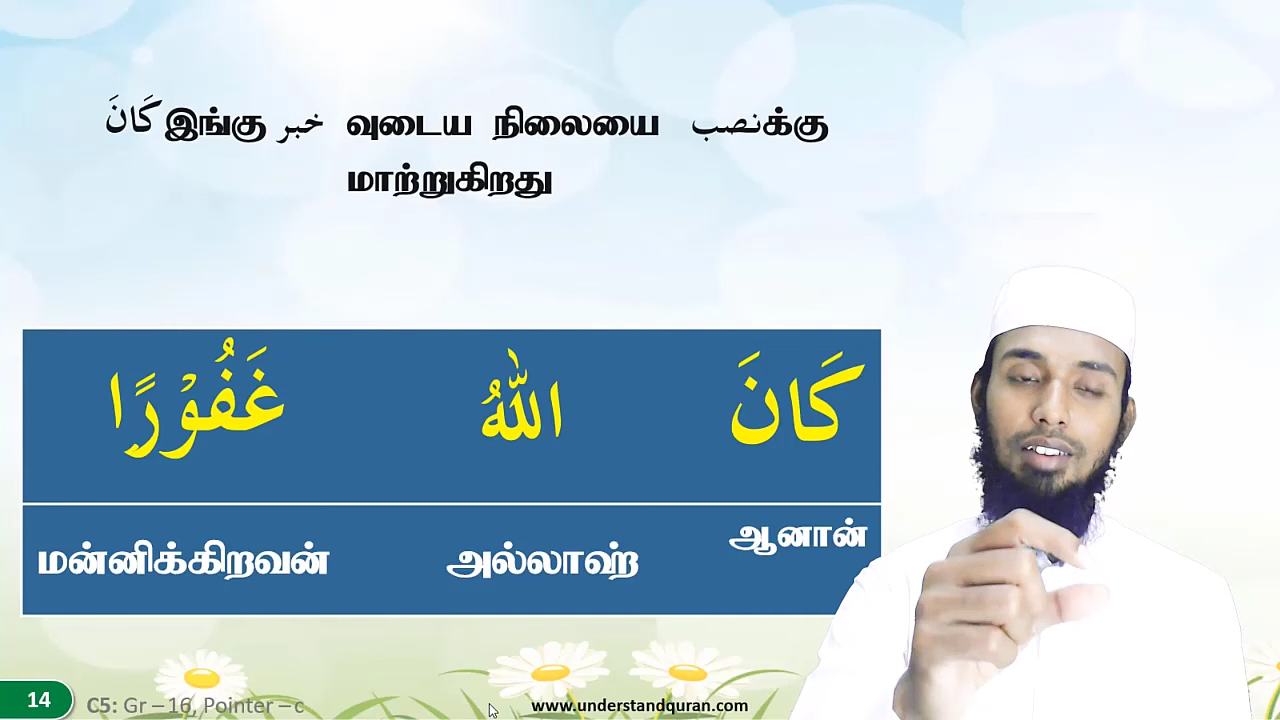 كَانَ இங்கு خبر வுடைய நிலையை نصبக்கு
மாற்றுகிறது
كَانَ اللّٰهُ غَفُوْرًا
மன்னிக்கிறவன் அல்லாஹ் ஆனான்
14 C5: Gr – 16, Pointer – c www.understandquran.com